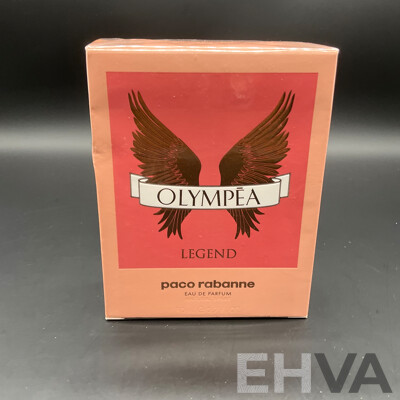 OLYMPĒA
LEGEND
paco rabanne
EAU DE PARFUM
EHVA